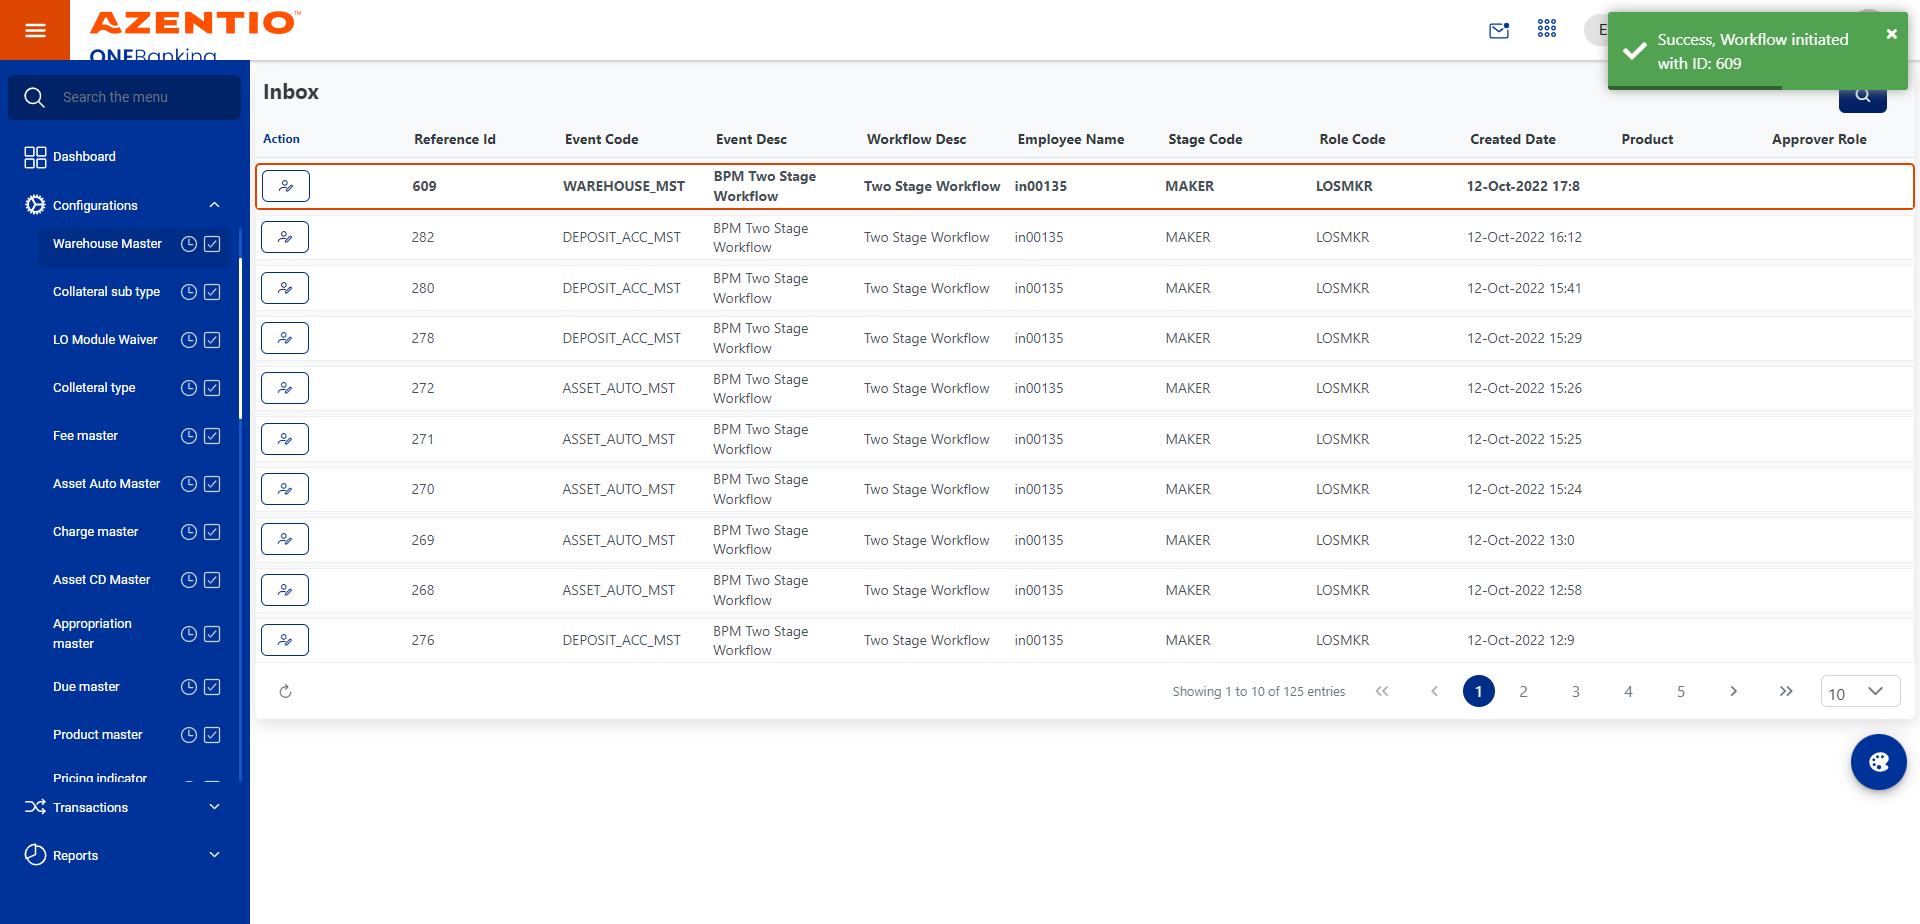 AZENTIO™
ONEBanking
E
Success, Workflow initiated
with ID: 609
Search the menu
Dashboard
Configurations
Warehouse Master
Collateral sub type
LO Module Waiver
Colleteral type
Fee master
Asset Auto Master
Charge master
Asset CD Master
Appropriation
master
Due master
Product master
Pricing indicator
Transactions
Reports
Inbox
Action Reference Id Event Code Event Desc Workflow Desc Employee Name Stage Code Role Code Created Date Product Approver Role
609 WAREHOUSE_MST BPM Two Stage Workflow Two Stage Workflow in00135 MAKER LOSMKR 12-Oct-2022 17:8
282 DEPOSIT_ACC_MST BPM Two Stage Workflow Two Stage Workflow in00135 MAKER LOSMKR 12-Oct-2022 16:12
280 DEPOSIT_ACC_MST BPM Two Stage Workflow Two Stage Workflow in00135 MAKER LOSMKR 12-Oct-2022 15:41
278 DEPOSIT_ACC_MST BPM Two Stage Workflow Two Stage Workflow in00135 MAKER LOSMKR 12-Oct-2022 15:29
272 ASSET_AUTO_MST BPM Two Stage Workflow Two Stage Workflow in00135 MAKER LOSMKR 12-Oct-2022 15:26
271 ASSET_AUTO_MST BPM Two Stage Workflow Two Stage Workflow in00135 MAKER LOSMKR 12-Oct-2022 15:25
270 ASSET_AUTO_MST BPM Two Stage Workflow Two Stage Workflow in00135 MAKER LOSMKR 12-Oct-2022 15:24
269 ASSET_AUTO_MST BPM Two Stage Workflow Two Stage Workflow in00135 MAKER LOSMKR 12-Oct-2022 13:0
268 ASSET_AUTO_MST BPM Two Stage Workflow Two Stage Workflow in00135 MAKER LOSMKR 12-Oct-2022 12:58
276 DEPOSIT_ACC_MST BPM Two Stage Workflow Two Stage Workflow in00135 MAKER LOSMKR 12-Oct-2022 12:9
Showing 1 to 10 of 125 entries << < 1 2 3 4 5 > >> 10